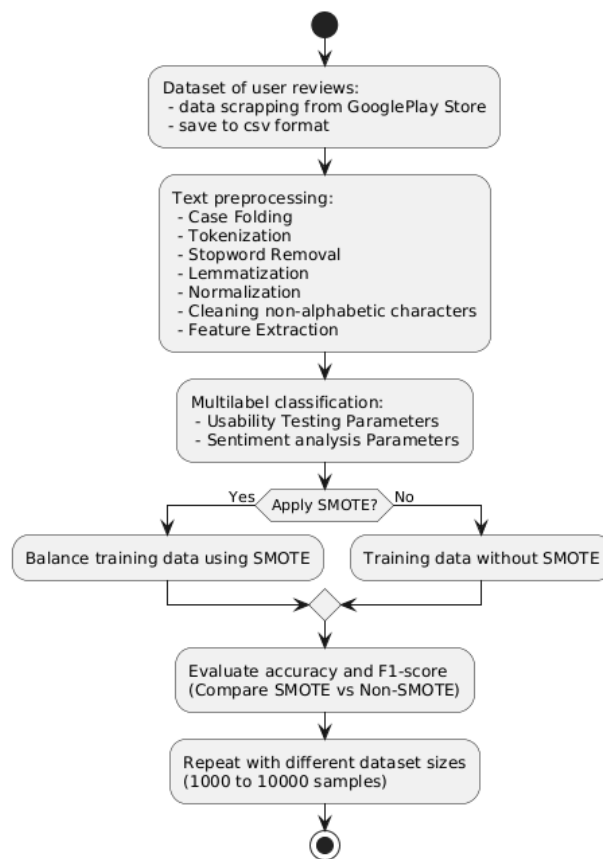 Dataset of user reviews:
- data scrapping from GooglePlay Store
- save to csv format
Text preprocessing:
- Case Folding
- Tokenization
- Stopword Removal
- Lemmatization
- Normalization
- Cleaning non-alphabetic characters
- Feature Extraction
Multilabel classification:
- Usability Testing Parameters
- Sentiment analysis Parameters
Yes
Apply SMOTE?
No
Balance training data using SMOTE
Training data without SMOTE
Evaluate accuracy and F1-score
(Compare SMOTE vs Non-SMOTE)
Repeat with different dataset sizes
(1000 to 10000 samples)